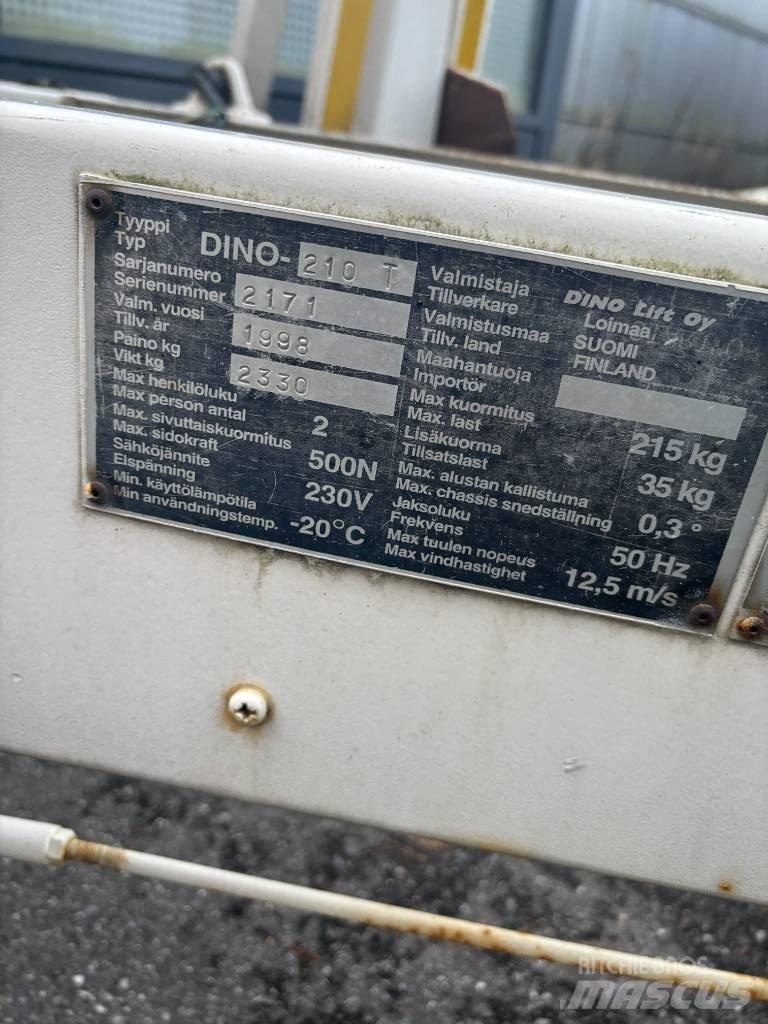 Tyyppi
Typ
DINO- 210 T
Sarjanumero
Serienummer
2171
Valm. vuosi
Tillv. år
1998
Paino kg
Vikt kg
2330
Max henkilöluku
Max person antal
2
Max. sivuttaiskuormitus
Max. sidokraft
500N
Sähköjännite
Elspänning
230V
Min. käyttölämpötila
Min användningstemp.
-20°C
Valmistaja
Tillverkare
DINO Lift Oy
Loimaa
Valmistusmaa
Tillv. land
SUOMI
FINLAND
Maahantuoja
Importör
Max kuormitus
Max. last
215 kg
Lisäkuorma
Tillsatslast
35 kg
Max. alustan kallistuma
Max. chassis snedställning
0,3°
Jaksoluku
Frekvens
50 Hz
Max tuulen nopeus
Max vindhastighet
12,5 m/s
RITCHIE BROS.
MASCUS